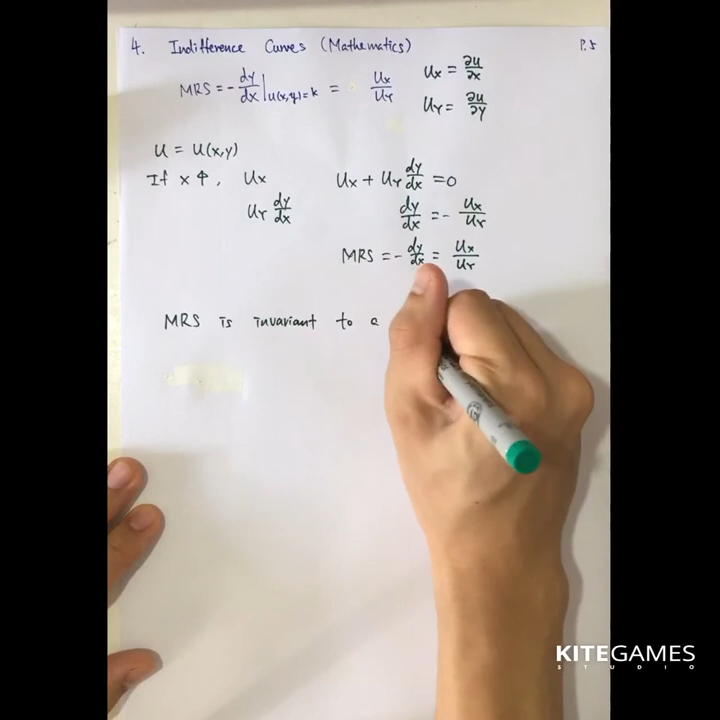 4. Indifference Curves (Mathematics) P.5
MRS = - dy/dx |U(x,y)=k = Ux/UY
Ux = ∂u/∂x
UY = ∂u/∂y
U = U(x,y)
If x ↑, Ux
UY dy/dx
Ux + UY dy/dx = 0
dy/dx = - Ux/UY
MRS = - dy/dx = Ux/UY
MRS is invariant to a
KITEGAMES
STUDIO